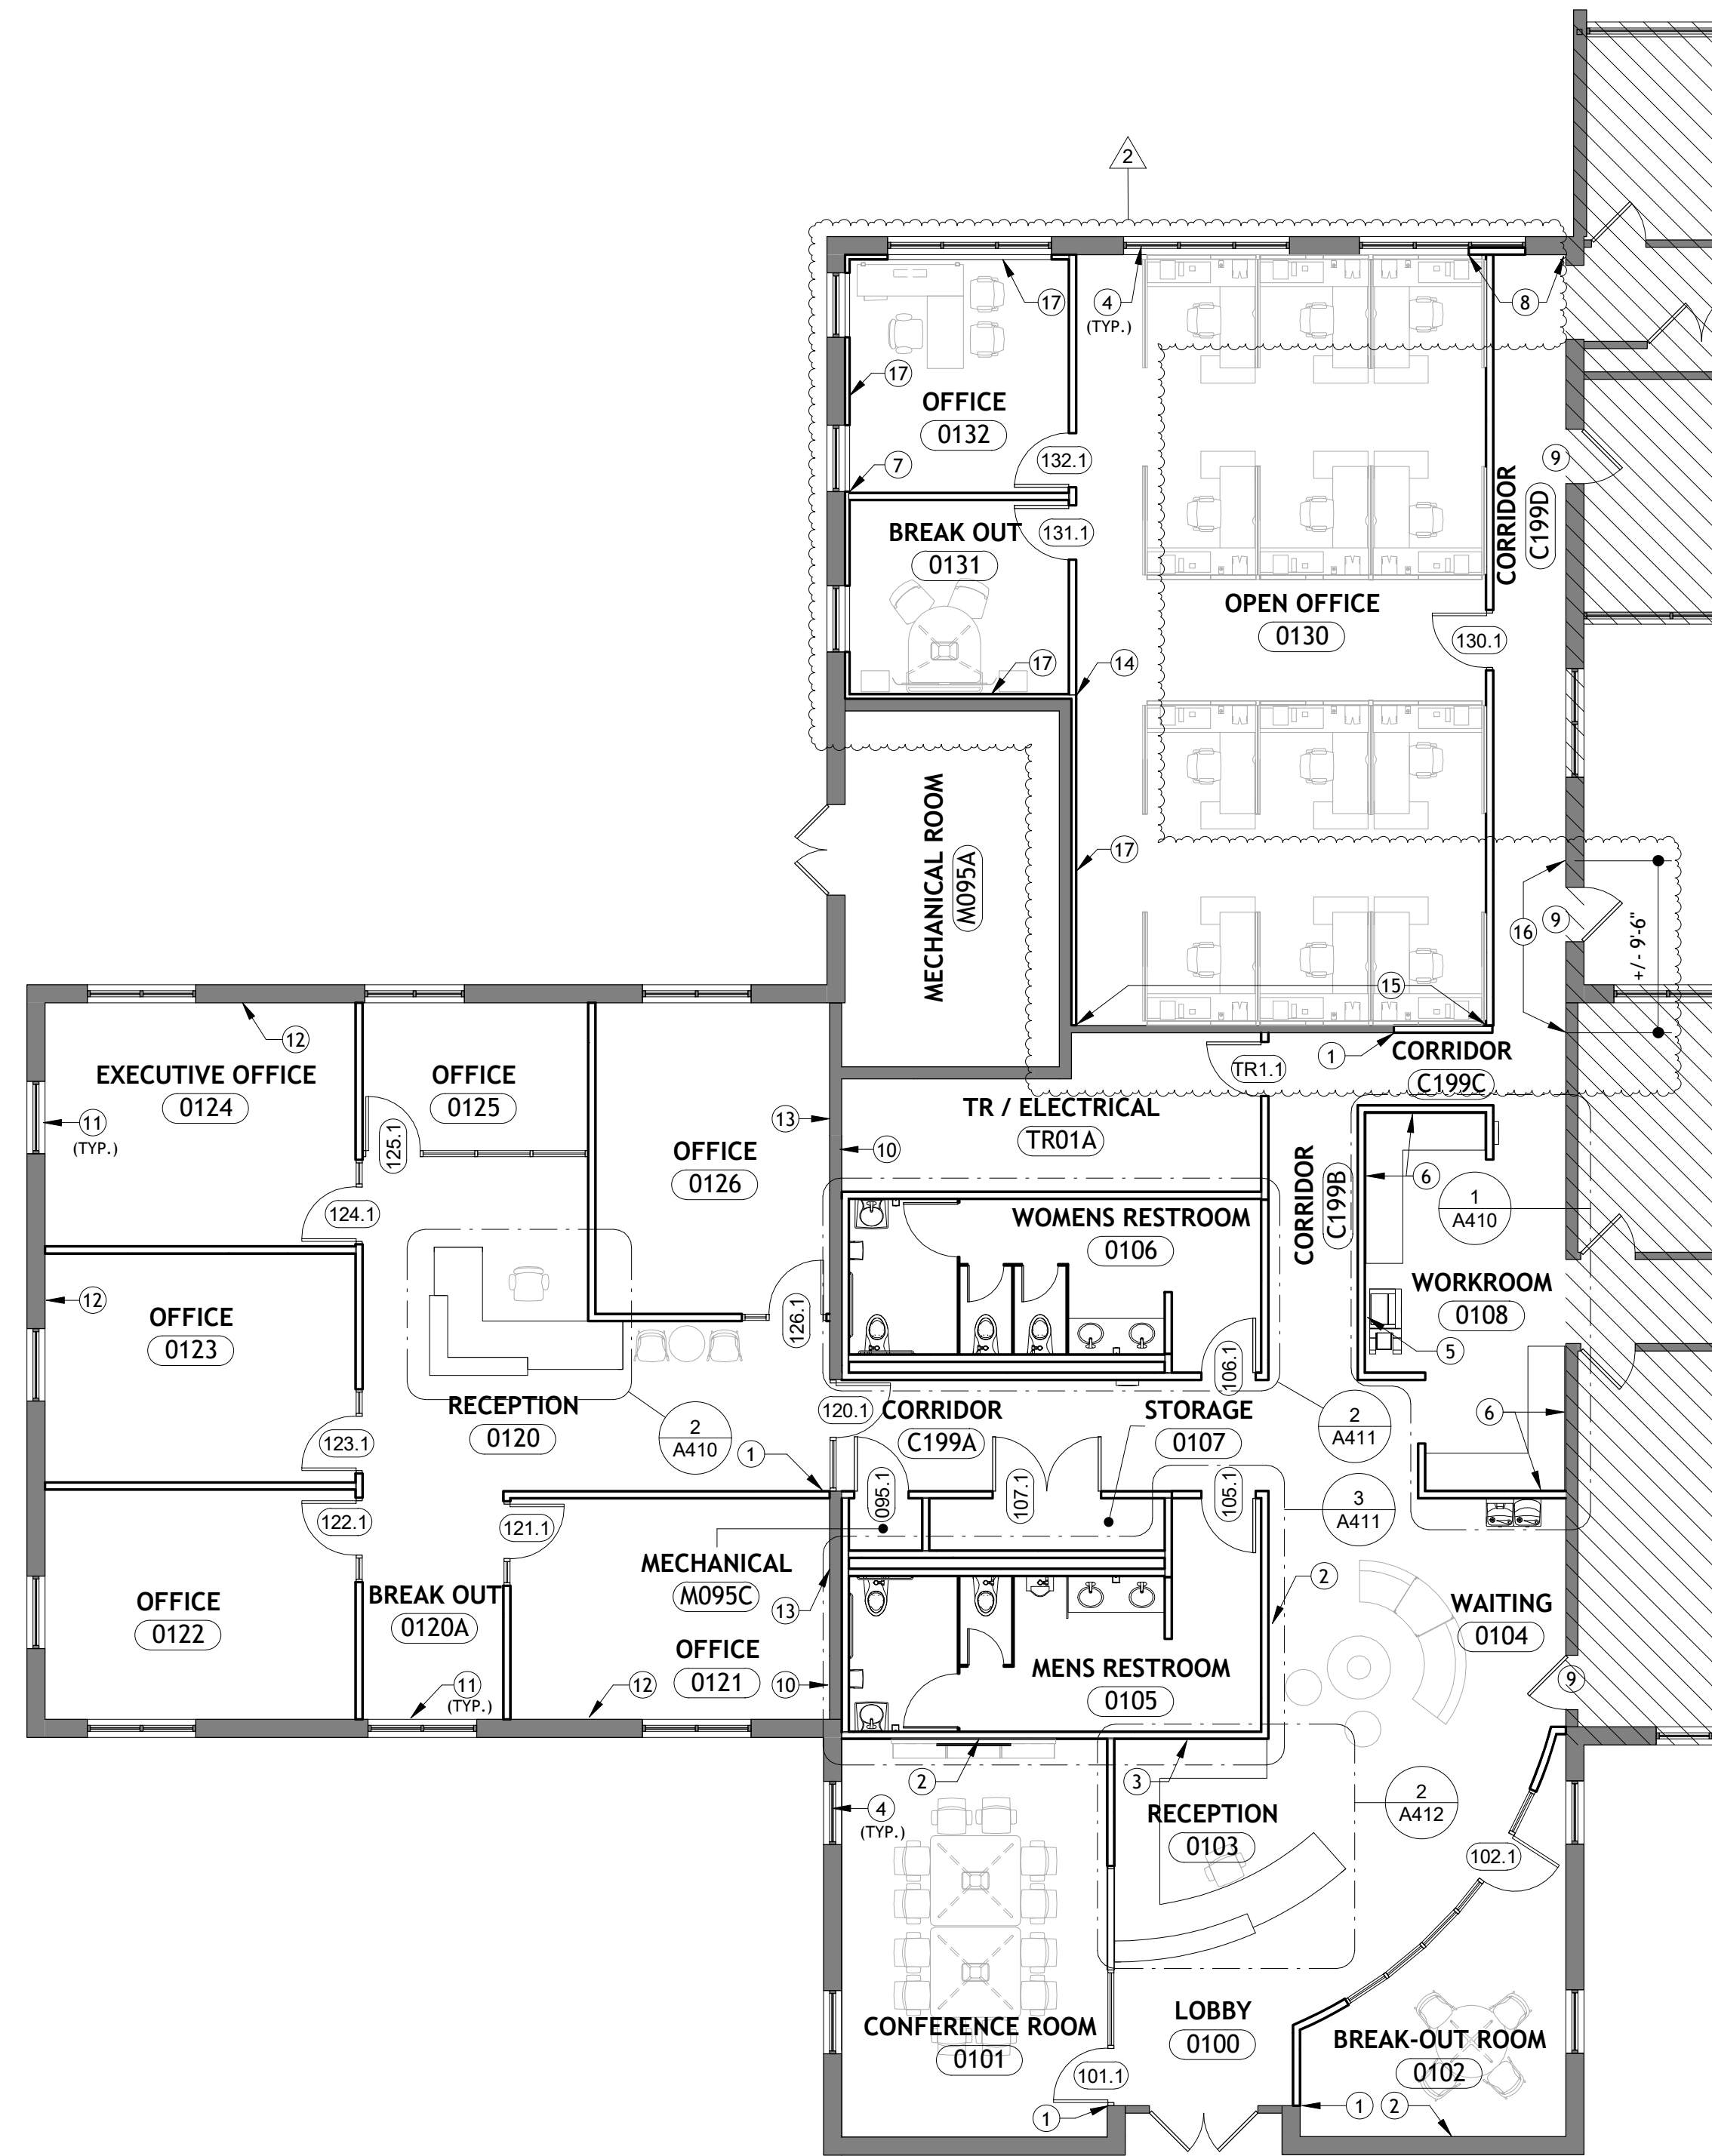 2
17
4
(TYP.)
8
17
OFFICE
0132
132.1
7
9
BREAK OUT
0131
131.1
CORRIDOR
C199D
OPEN OFFICE
0130
130.1
17
14
MECHANICAL ROOM
M095A
17
16
9
+/- 9'-6"
15
1
CORRIDOR
C199C
TR1.1
12
EXECUTIVE OFFICE
0124
OFFICE
0125
11
(TYP.)
125.1
13
10
TR / ELECTRICAL
TR01A
OFFICE
0126
CORRIDOR
C199B
6
1
A410
124.1
WOMENS RESTROOM
0106
12
OFFICE
0123
126.1
WORKROOM
0108
5
106.1
RECEPTION
0120
2
A410
120.1
CORRIDOR
C199A
STORAGE
0107
2
A411
6
123.1
1
095.1
107.1
105.1
3
A411
122.1
121.1
MECHANICAL
M095C
13
2
OFFICE
0122
BREAK OUT
0120A
WAITING
0104
OFFICE
0121
11
(TYP.)
12
10
MENS RESTROOM
0105
9
2
3
4
(TYP.)
RECEPTION
0103
2
A412
102.1
CONFERENCE ROOM
0101
LOBBY
0100
BREAK-OUT ROOM
0102
101.1
1
1
2